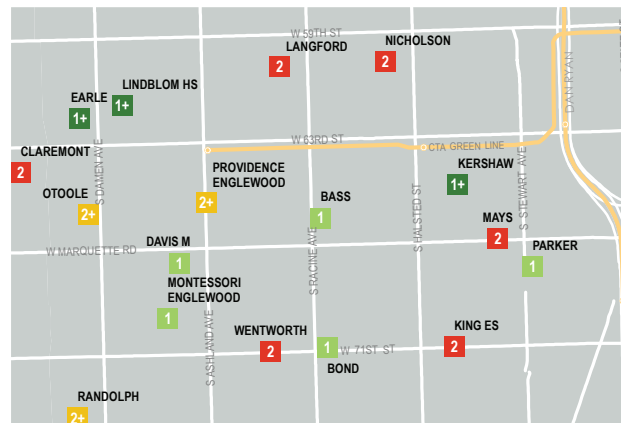 W 59TH ST
LANGFORD
2
NICHOLSON
2
DAN RYAN
LINDBLOM HS
1+
EARLE
1+
S DAMEN AVE
W 63RD ST
CTA GREEN LINE
CLAREMONT
2
OTOOLE
2+
PROVIDENCE
ENGLEWOOD
2+
BASS
1
KERSHAW
1+
S HALSTED ST
S STEWART AVE
MAYS
2
PARKER
1
W MARQUETTE RD
DAVIS M
1
S RACINE AVE
MONTESSORI
ENGLEWOOD
1
S ASHLAND AVE
WENTWORTH
2
1
BOND
W 71ST ST
KING ES
2
RANDOLPH
2+